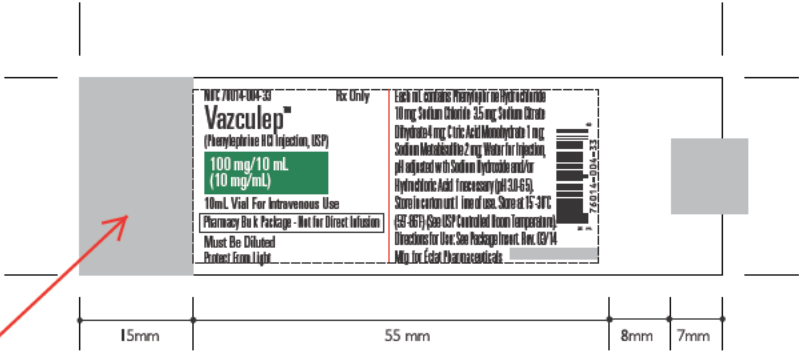 NDC 76014-004-33 Rx Only
Vazculep™
(Phenylephrine HCl Injection, USP)
100 mg/10 mL
(10 mg/mL)
10mL Vial For Intravenous Use
Pharmacy Bulk Package - Not for Direct Infusion
Must Be Diluted
Protect From Light
Each mL contains Phenylephrine Hydrochloride
10 mg, Sodium Chloride 3.5 mg, Sodium Citrate
Dihydrate 4 mg, Citric Acid Monohydrate 1 mg,
Sodium Metabisulfite 2 mg, Water for Injection,
pH adjusted with Sodium Hydroxide and/or
Hydrochloric Acid if necessary (pH 3.0-6.5).
Store in carton until time of use. Store at 15°-30°C
(59°-86°F) (See USP Controlled Room Temperature).
Directions for Use: See Package Insert. Rev. 03/14
Mfg. for Éclat Pharmaceuticals
N 3 76014-004-33 8
15mm 55 mm 8mm 7mm